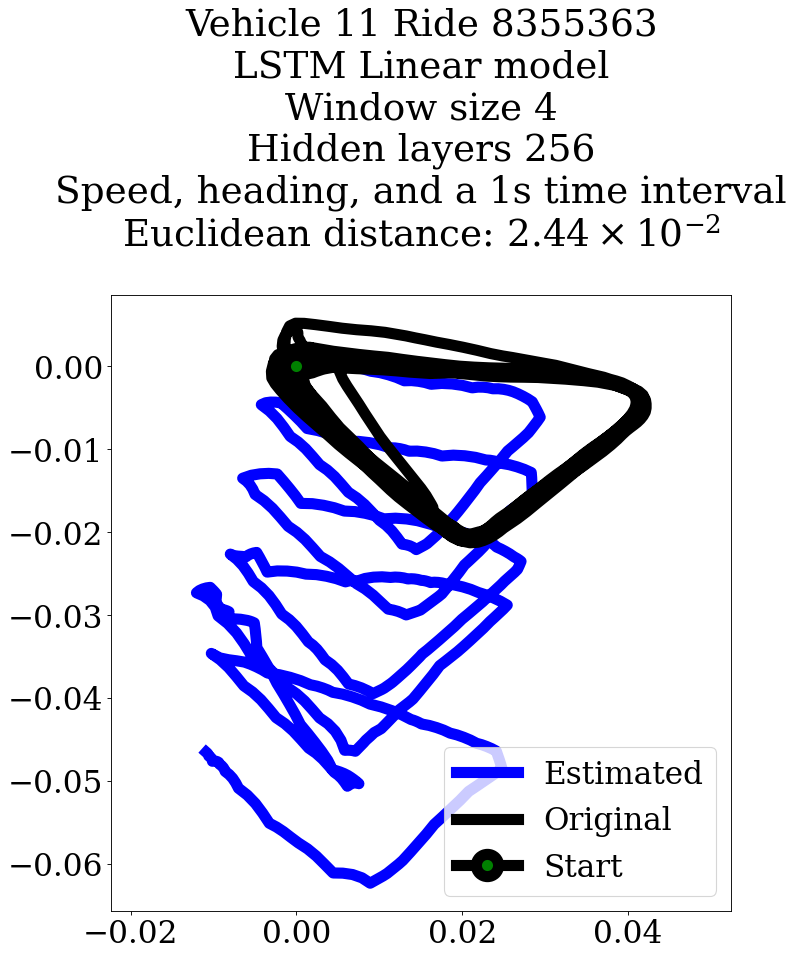 Vehicle 11 Ride 8355363
LSTM Linear model
Window size 4
Hidden layers 256
Speed, heading, and a 1s time interval
Euclidean distance: 2.44 × 10⁻²
0.00
−0.01
−0.02
−0.03
−0.04
−0.05
−0.06
Estimated
Original
Start
−0.02 0.00 0.02 0.04